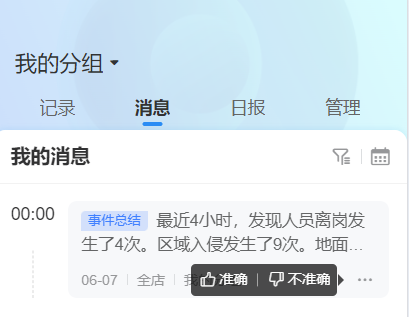 我的分组
记录 消息 日报 管理
我的消息
00:00
事件总结 最近4小时，发现人员离岗发
生了4次。区域入侵发生了9次。地面...
06-07 全店 我 准确 不准确 ...